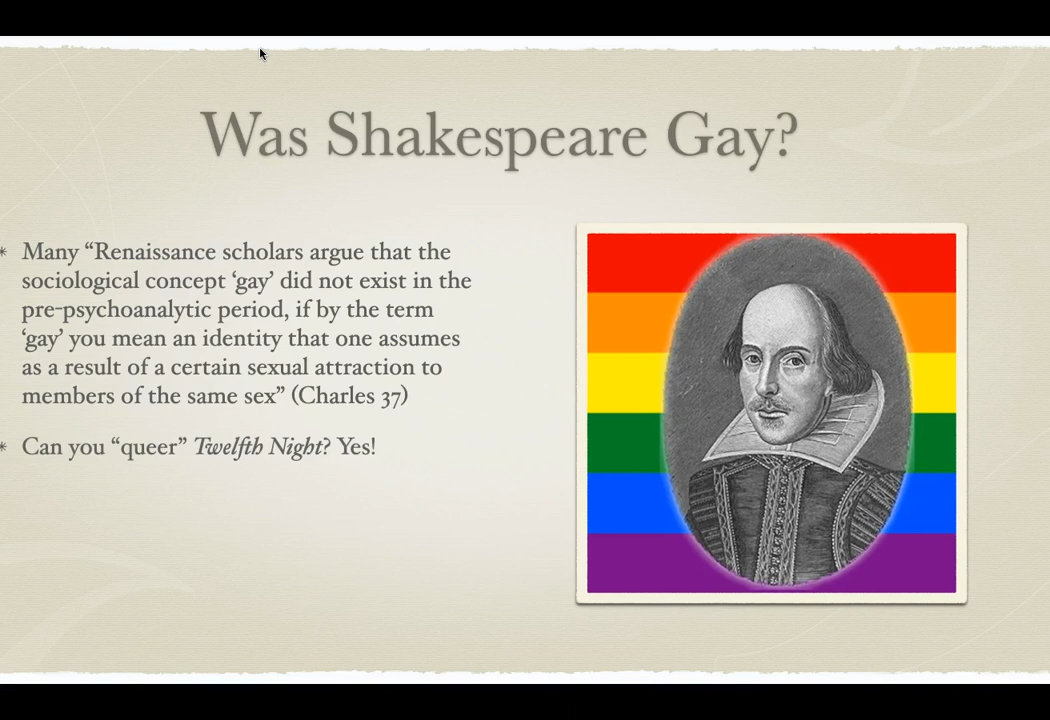 Was Shakespeare Gay?
* Many “Renaissance scholars argue that the
sociological concept ‘gay’ did not exist in the
pre-psychoanalytic period, if by the term
‘gay’ you mean an identity that one assumes
as a result of a certain sexual attraction to
members of the same sex” (Charles 37)
* Can you “queer” Twelfth Night? Yes!